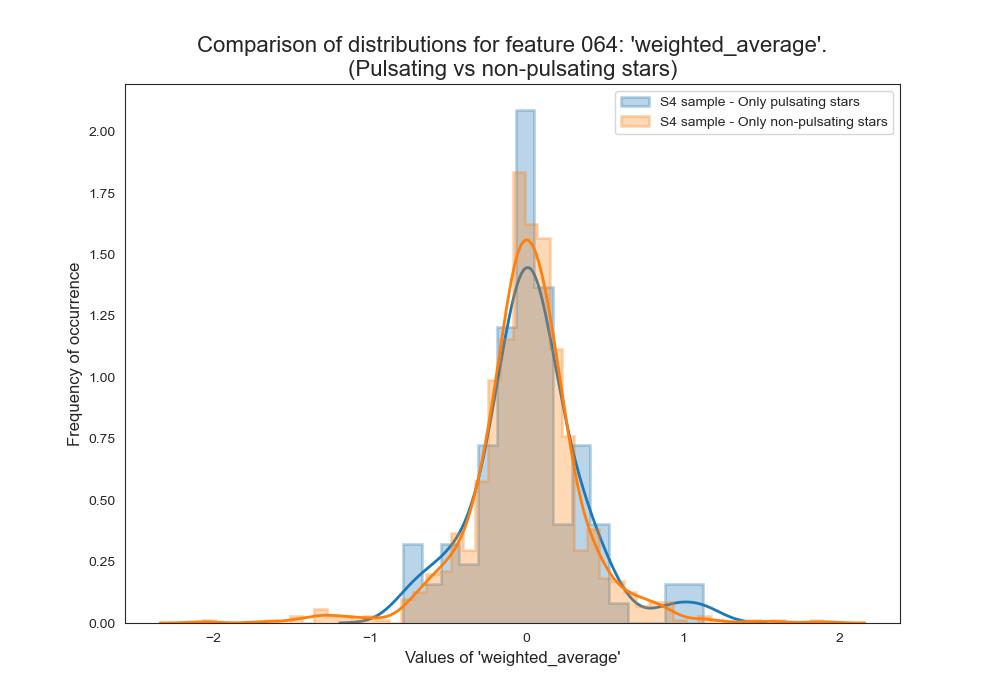 Comparison of distributions for feature 064: 'weighted_average'.
(Pulsating vs non-pulsating stars)
S4 sample - Only pulsating stars
S4 sample - Only non-pulsating stars
Frequency of occurrence
2.00
1.75
1.50
1.25
1.00
0.75
0.50
0.25
0.00
−2
−1
0
1
2
Values of 'weighted_average'